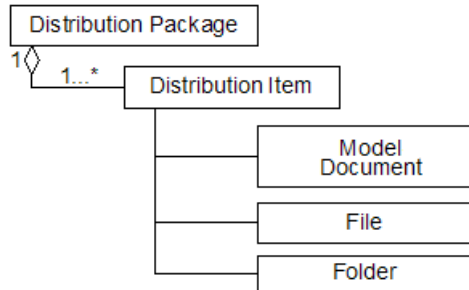 Distribution Package
1
1...*
Distribution Item
Model
Document
File
Folder